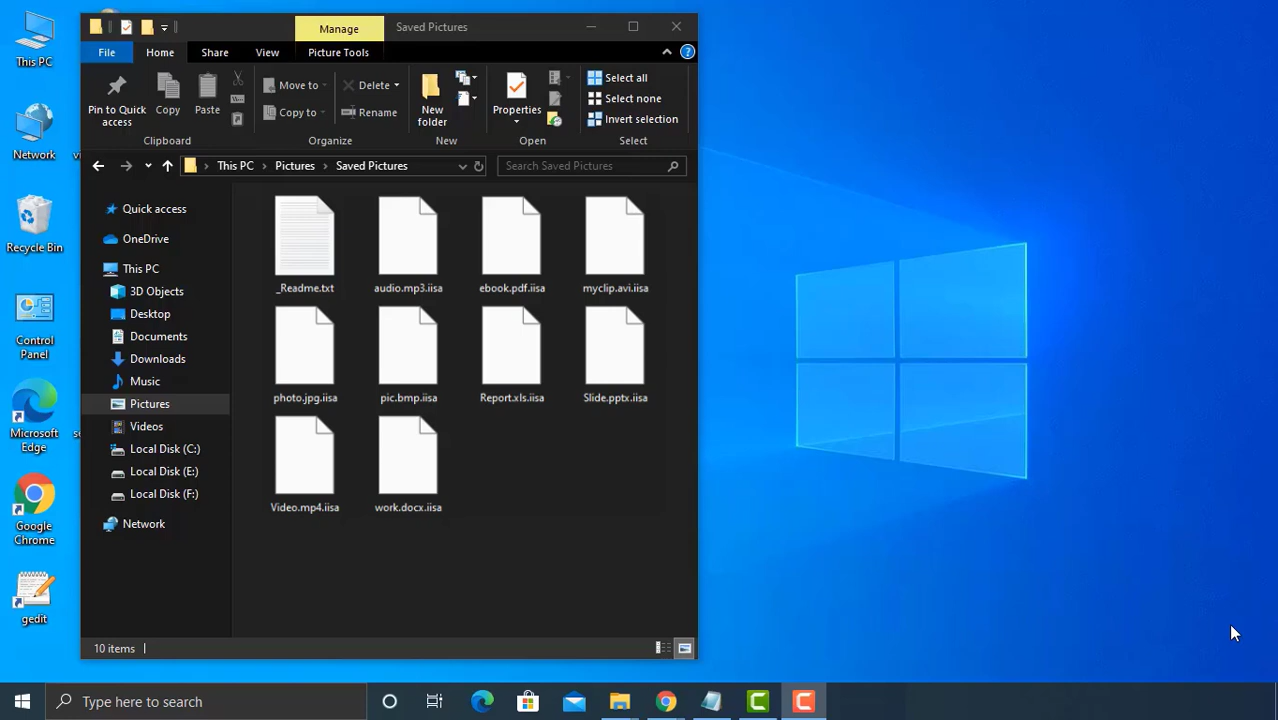 This PC
Network
Recycle Bin
Control
Panel
Microsoft
Edge
Google
Chrome
gedit
Manage
Saved Pictures
File
Home
Share
View
Picture Tools
Pin to Quick
access
Copy
Paste
Move to
Copy to
Delete
Rename
New
folder
Properties
Select all
Select none
Invert selection
Clipboard
Organize
New
Open
Select
This PC
Pictures
Saved Pictures
Search Saved Pictures
Quick access
OneDrive
This PC
3D Objects
Desktop
Documents
Downloads
Music
Pictures
Videos
Local Disk (C:)
Local Disk (E:)
Local Disk (F:)
Network
_Readme.txt
audio.mp3.iisa
ebook.pdf.iisa
myclip.avi.iisa
photo.jpg.iisa
pic.bmp.iisa
Report.xls.iisa
Slide.pptx.iisa
Video.mp4.iisa
work.docx.iisa
10 items
Type here to search